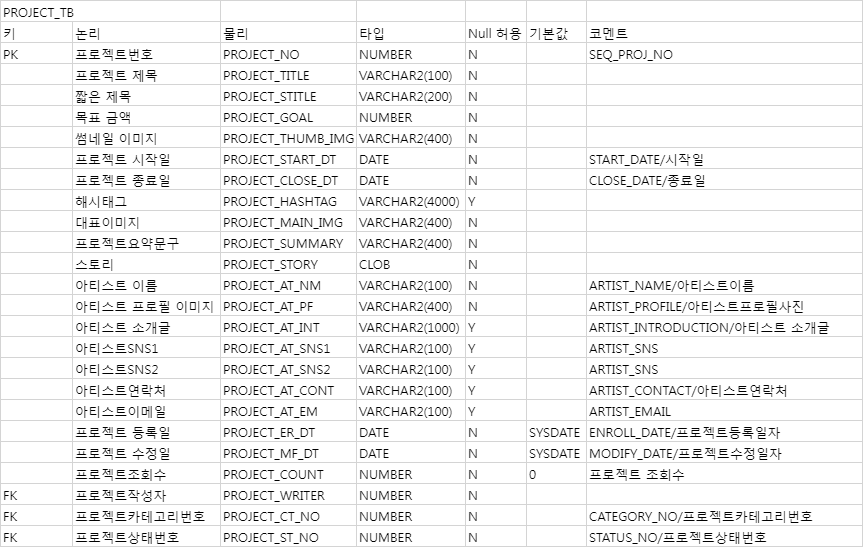 PROJECT_TB
키 논리 물리 타입 Null 허용 기본값 코멘트
PK 프로젝트번호 PROJECT_NO NUMBER N SEQ_PROJ_NO
프로젝트 제목 PROJECT_TITLE VARCHAR2(100) N
짧은 제목 PROJECT_STITLE VARCHAR2(200) N
목표 금액 PROJECT_GOAL NUMBER N
썸네일 이미지 PROJECT_THUMB_IMG VARCHAR2(400) N
프로젝트 시작일 PROJECT_START_DT DATE N START_DATE/시작일
프로젝트 종료일 PROJECT_CLOSE_DT DATE N CLOSE_DATE/종료일
해시태그 PROJECT_HASHTAG VARCHAR2(4000) Y
대표이미지 PROJECT_MAIN_IMG VARCHAR2(400) N
프로젝트요약문구 PROJECT_SUMMARY VARCHAR2(400) N
스토리 PROJECT_STORY CLOB N
아티스트 이름 PROJECT_AT_NM VARCHAR2(100) N ARTIST_NAME/아티스트이름
아티스트 프로필 이미지 PROJECT_AT_PF VARCHAR2(400) N ARTIST_PROFILE/아티스트프로필사진
아티스트 소개글 PROJECT_AT_INT VARCHAR2(1000) Y ARTIST_INTRODUCTION/아티스트 소개글
아티스트SNS1 PROJECT_AT_SNS1 VARCHAR2(100) Y ARTIST_SNS
아티스트SNS2 PROJECT_AT_SNS2 VARCHAR2(100) Y ARTIST_SNS
아티스트연락처 PROJECT_AT_CONT VARCHAR2(100) Y ARTIST_CONTACT/아티스트연락처
아티스트이메일 PROJECT_AT_EM VARCHAR2(100) Y ARTIST_EMAIL
프로젝트 등록일 PROJECT_ER_DT DATE N SYSDATE ENROLL_DATE/프로젝트등록일자
프로젝트 수정일 PROJECT_MF_DT DATE N SYSDATE MODIFY_DATE/프로젝트수정일자
프로젝트조회수 PROJECT_COUNT NUMBER N 0 프로젝트 조회수
FK 프로젝트작성자 PROJECT_WRITER NUMBER N
FK 프로젝트카테고리번호 PROJECT_CT_NO NUMBER N CATEGORY_NO/프로젝트카테고리번호
FK 프로젝트상태번호 PROJECT_ST_NO NUMBER N STATUS_NO/프로젝트상태번호